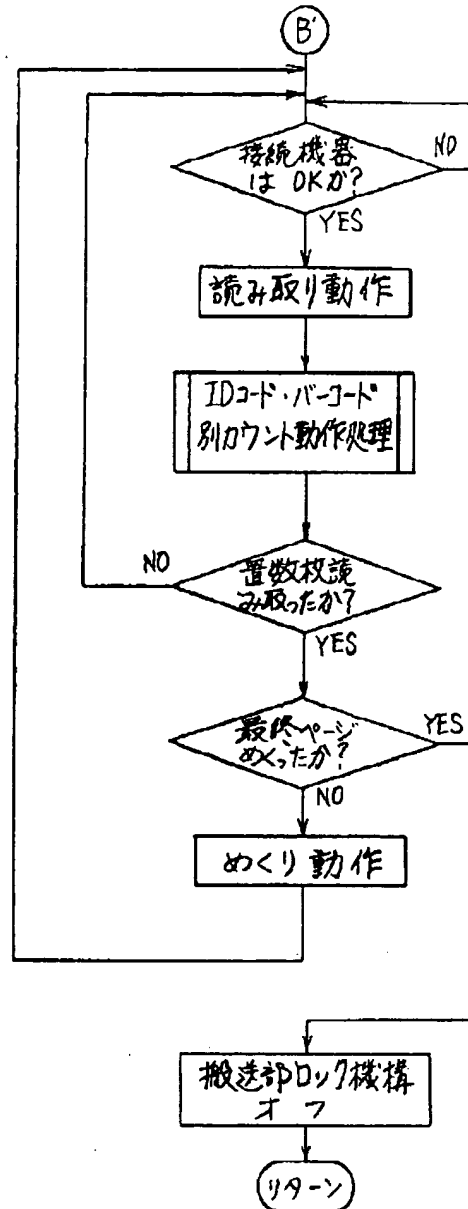 B'
接続機器
は OKか?
NO
YES
読み取り動作
IDコード・バーコード
別カウント動作処理
NO
置数枚読
み取ったか?
YES
最終ページ
めくったか?
YES
NO
めくり動作
搬送部ロック機構
オフ
リターン